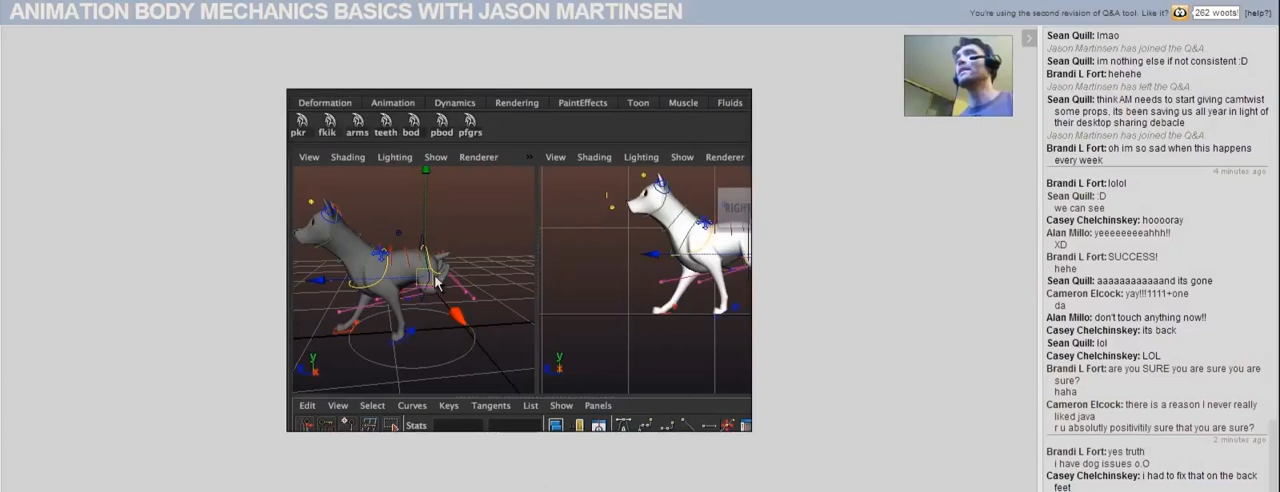 ANIMATION BODY MECHANICS BASICS WITH JASON MARTINSEN
You're using the second revision of Q&A tool. Like it? 262 woots! [help?]
Deformation Animation Dynamics Rendering PaintEffects Toon Muscle Fluids
pkr fkik arms teeth bod pbod pfgrs
View Shading Lighting Show Renderer » View Shading Lighting Show Renderer
RIGHT
y
x
y
x
Edit View Select Curves Keys Tangents List Show Panels
Stats
Sean Quill: lmao
Jason Martinsen has joined the Q&A
Sean Quill: im nothing else if not consistent :D
Brandi L Fort: hehehe
Jason Martinsen has left the Q&A
Sean Quill: think AM needs to start giving camtwist
some props, its been saving us all year in light of
their desktop sharing debacle
Jason Martinsen has joined the Q&A
Brandi L Fort: oh im so sad when this happens
every week
4 minutes ago
Brandi L Fort: lolol
Sean Quill: :D
we can see
Casey Chelchinskey: hooooray
Alan Millo: yeeeeeeeahhh!!
XD
Brandi L Fort: SUCCESS!
hehe
Sean Quill: aaaaaaaaaaand its gone
Cameron Elcock: yay!!!1111+one
da
Alan Millo: don't touch anything now!!
Casey Chelchinskey: its back
Sean Quill: lol
Casey Chelchinskey: LOL
Brandi L Fort: are you SURE you are sure you are
sure?
haha
Cameron Elcock: there is a reason I never really
liked java
r u absolutly positivitily sure that you are sure?
2 minutes ago
Brandi L Fort: yes truth
i have dog issues o.O
Casey Chelchinskey: i had to fix that on the back
feet